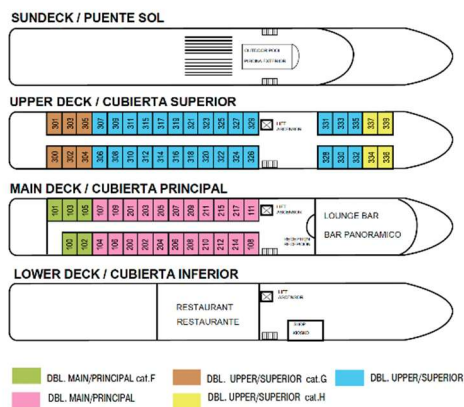 SUNDECK / PUENTE SOL
OUTDOOR POOL
PISCINA EXTERIOR
UPPER DECK / CUBIERTA SUPERIOR
301 303 305 307 309 311 315 317 319 321 323 325 327 329
LIFT
ASCENSOR
331 333 335 337 339
300 302 304 306 308 310 312 314 316 318 320 322 324 326
328 330 332 334 336
MAIN DECK / CUBIERTA PRINCIPAL
101 103 105 107 109 201 203 205 207 209 211 215 217 111
LIFT
ASCENSOR
LOUNGE BAR
BAR PANORAMICO
100 102 104 106 200 202 204 206 208 210 212 214 108
RECEPTION
RECEPCION
LOWER DECK / CUBIERTA INFERIOR
LIFT
ASCENSOR
RESTAURANT
RESTAURANTE
SHOP
KIOSKO
DBL. MAIN/PRINCIPAL cat.F
DBL. UPPER/SUPERIOR cat.G
DBL. UPPER/SUPERIOR
DBL. MAIN/PRINCIPAL
DBL. UPPER/SUPERIOR cat.H